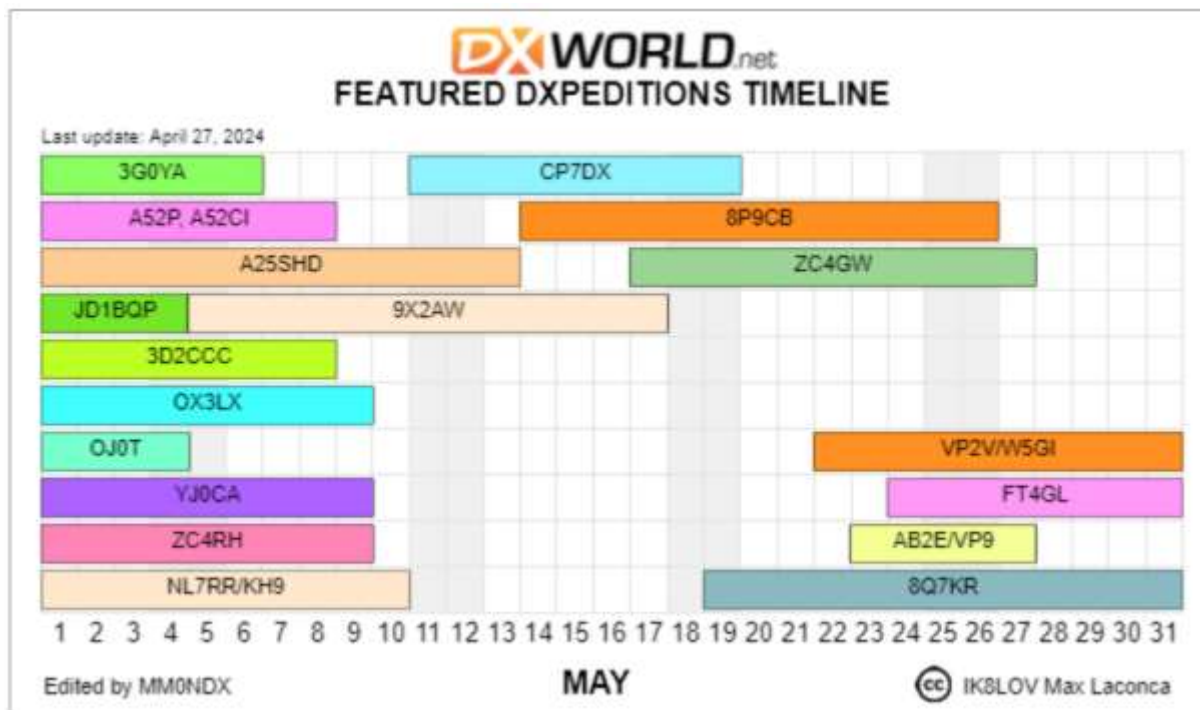 DX WORLD.net
FEATURED DXPEDITIONS TIMELINE
Last update: April 27, 2024
3G0YA CP7DX
A52P, A52CI 8P9CB
A25SHD ZC4GW
JD1BQP 9X2AW
3D2CCC
OX3LX
OJ0T VP2V/W5GI
YJ0CA FT4GL
ZC4RH AB2E/VP9
NL7RR/KH9 8Q7KR
1 2 3 4 5 6 7 8 9 10 11 12 13 14 15 16 17 18 19 20 21 22 23 24 25 26 27 28 29 30 31
Edited by MM0NDX MAY cc IK8LOV Max Laconca